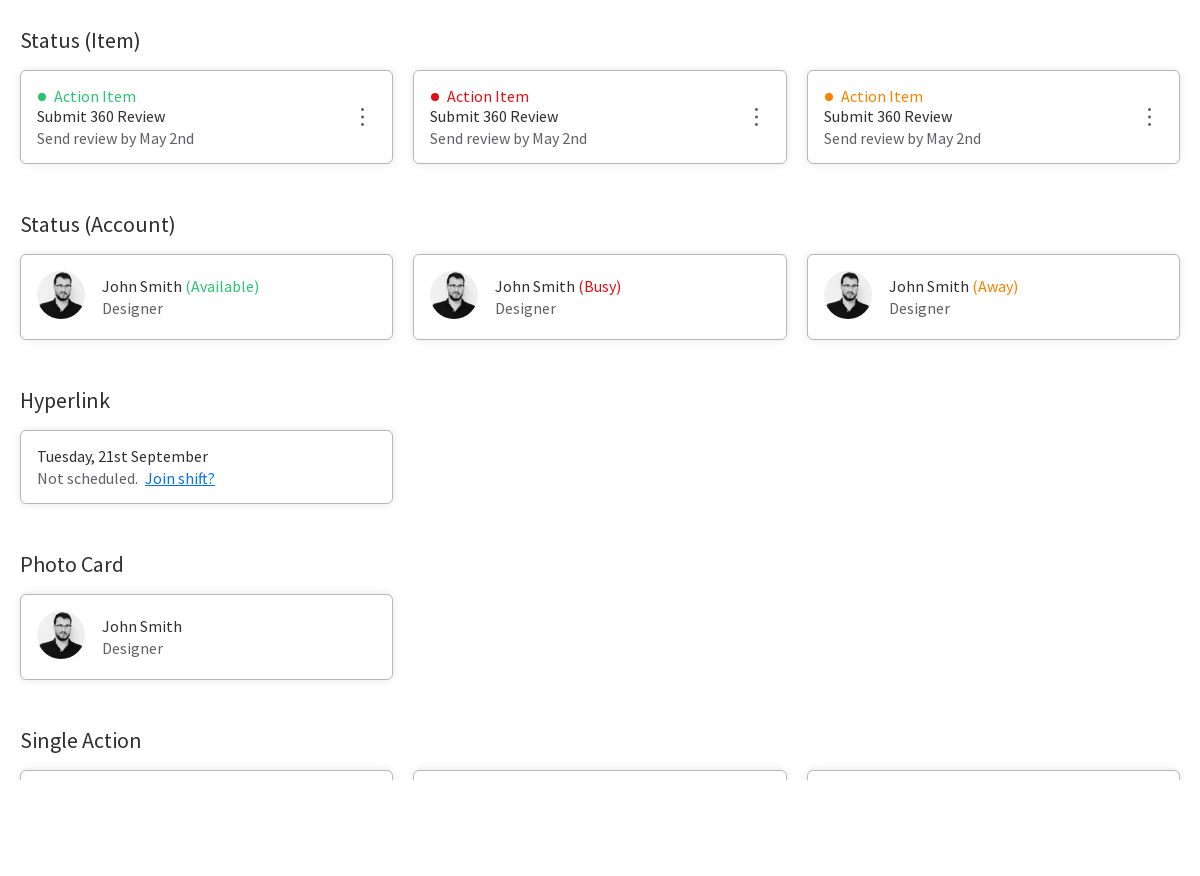 Status (Item)
Action Item
Submit 360 Review
Send review by May 2nd
Action Item
Submit 360 Review
Send review by May 2nd
Action Item
Submit 360 Review
Send review by May 2nd
Status (Account)
John Smith (Available)
Designer
John Smith (Busy)
Designer
John Smith (Away)
Designer
Hyperlink
Tuesday, 21st September
Not scheduled. Join shift?
Photo Card
John Smith
Designer
Single Action